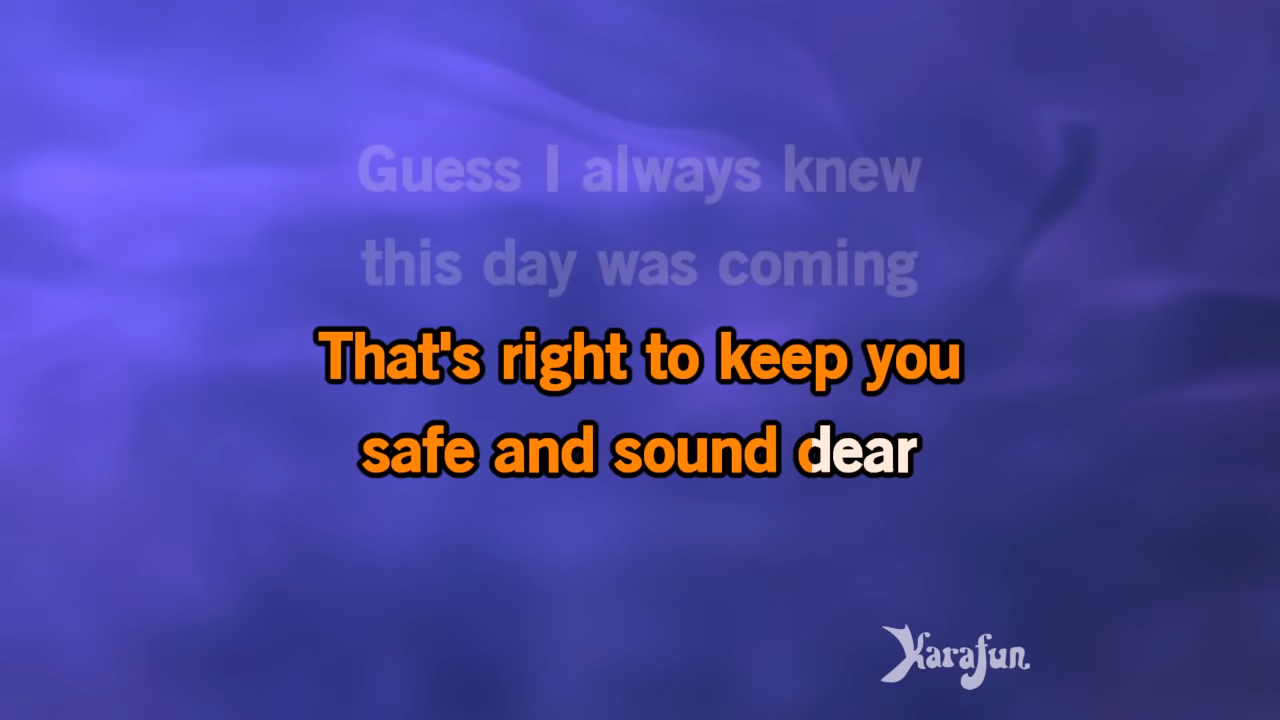 Guess I always knew
this day was coming
That's right to keep you
safe and sound dear
Karafun